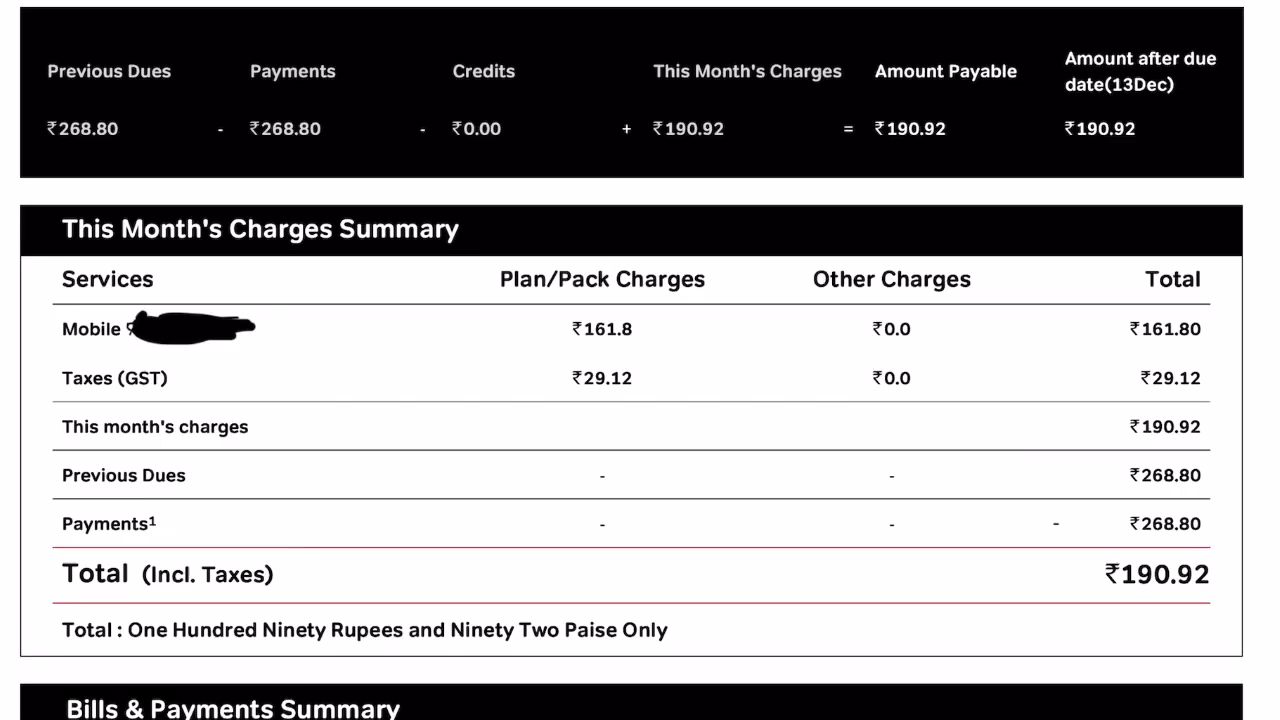 Previous Dues Payments Credits This Month's Charges Amount Payable Amount after due date(13Dec)
₹268.80 - ₹268.80 - ₹0.00 + ₹190.92 = ₹190.92 ₹190.92
This Month's Charges Summary
Services Plan/Pack Charges Other Charges Total
Mobile ₹161.8 ₹0.0 ₹161.80
Taxes (GST) ₹29.12 ₹0.0 ₹29.12
This month's charges ₹190.92
Previous Dues - - ₹268.80
Payments¹ - - - ₹268.80
Total (Incl. Taxes) ₹190.92
Total : One Hundred Ninety Rupees and Ninety Two Paise Only
Bills & Payments Summary